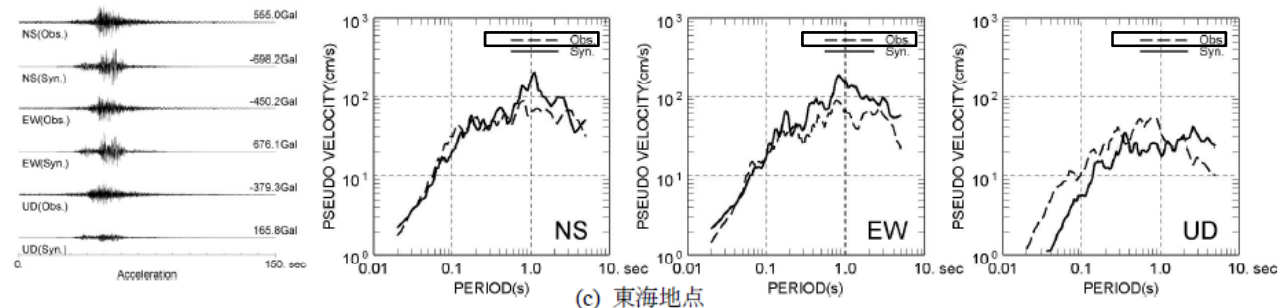 555.0Gal
NS(Obs.)
-698.2Gal
NS(Syn.)
-450.2Gal
EW(Obs.)
676.1Gal
EW(Syn.)
-379.3Gal
UD(Obs.)
165.8Gal
UD(Syn.)
0. 150. sec
Acceleration
PSEUDO VELOCITY(cm/s)
10³
10²
10¹
10⁰
Obs.
Syn.
NS
0.01 0.1 1.0 10. sec
PERIOD(s)
PSEUDO VELOCITY(cm/s)
10³
10²
10¹
10⁰
Obs.
Syn.
EW
0.01 0.1 1.0 10. sec
PERIOD(s)
PSEUDO VELOCITY(cm/s)
10³
10²
10¹
10⁰
Obs.
Syn.
UD
0.01 0.1 1.0 10. sec
PERIOD(s)
(c) 東海地点